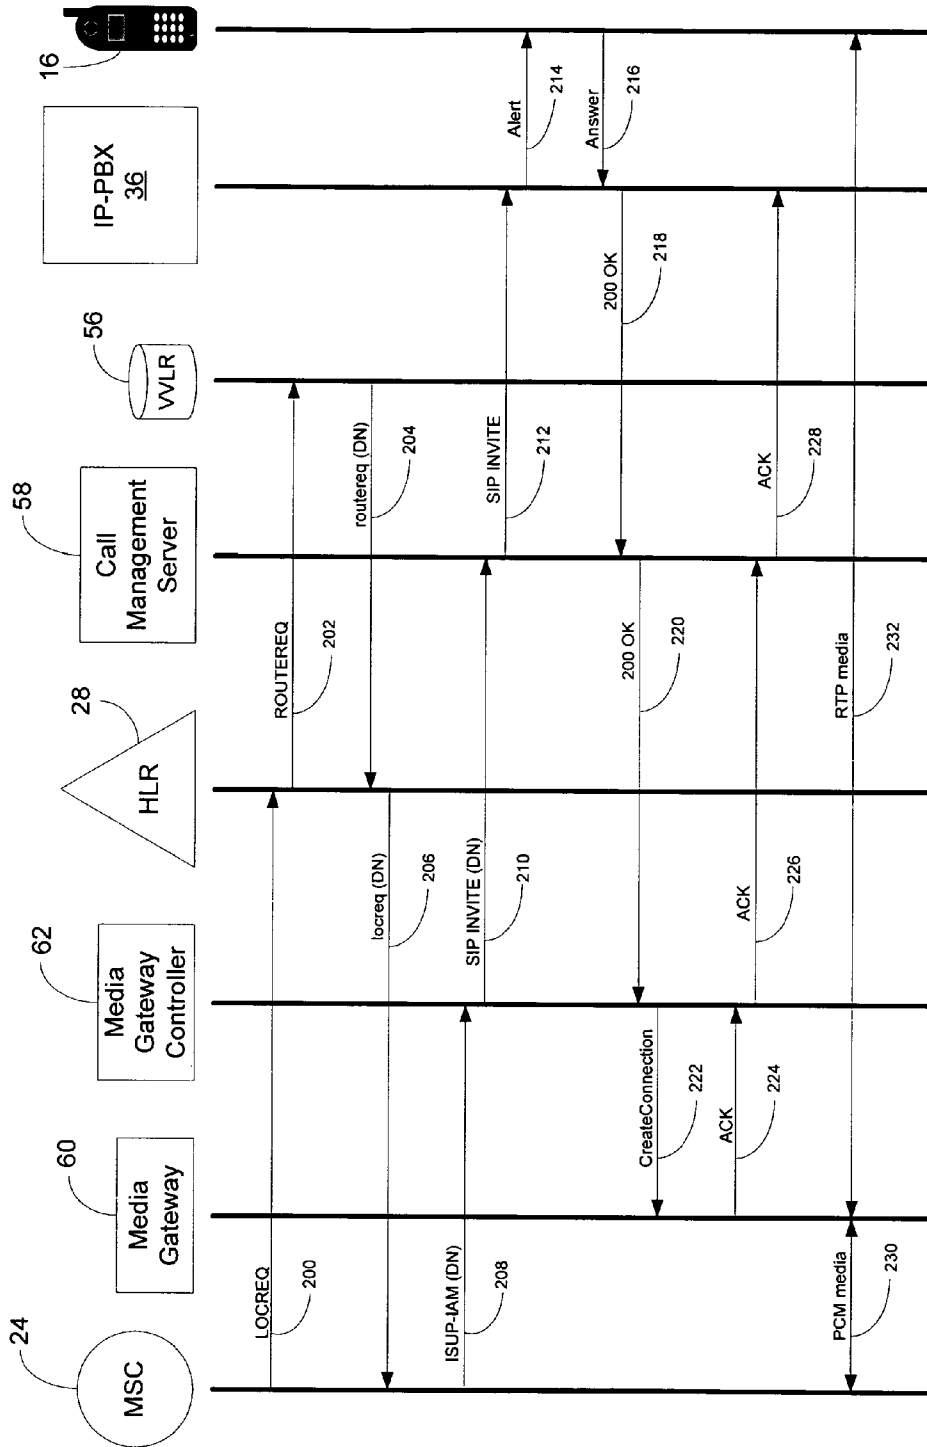 24
60
62
28
58
56
16
MSC
Media
Gateway
Media
Gateway
Controller
HLR
Call
Management
Server
VVLR
IP-PBX
36
LOCREQ
200
ROUTEREQ
202
routereq (DN)
204
locreq (DN)
206
ISUP-IAM (DN)
208
SIP INVITE (DN)
210
SIP INVITE
212
Alert
214
Answer
216
200 OK
218
200 OK
220
CreateConnection
222
ACK
224
ACK
226
ACK
228
PCM media
230
RTP media
232